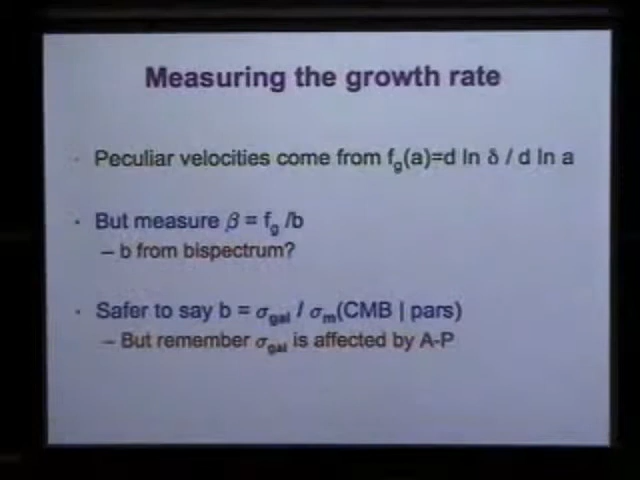 Measuring the growth rate
· Peculiar velocities come from fg(a)=d ln δ / d ln a
· But measure β = fg /b
– b from bispectrum?
· Safer to say b = σgal / σm(CMB | pars)
– But remember σgal is affected by A-P